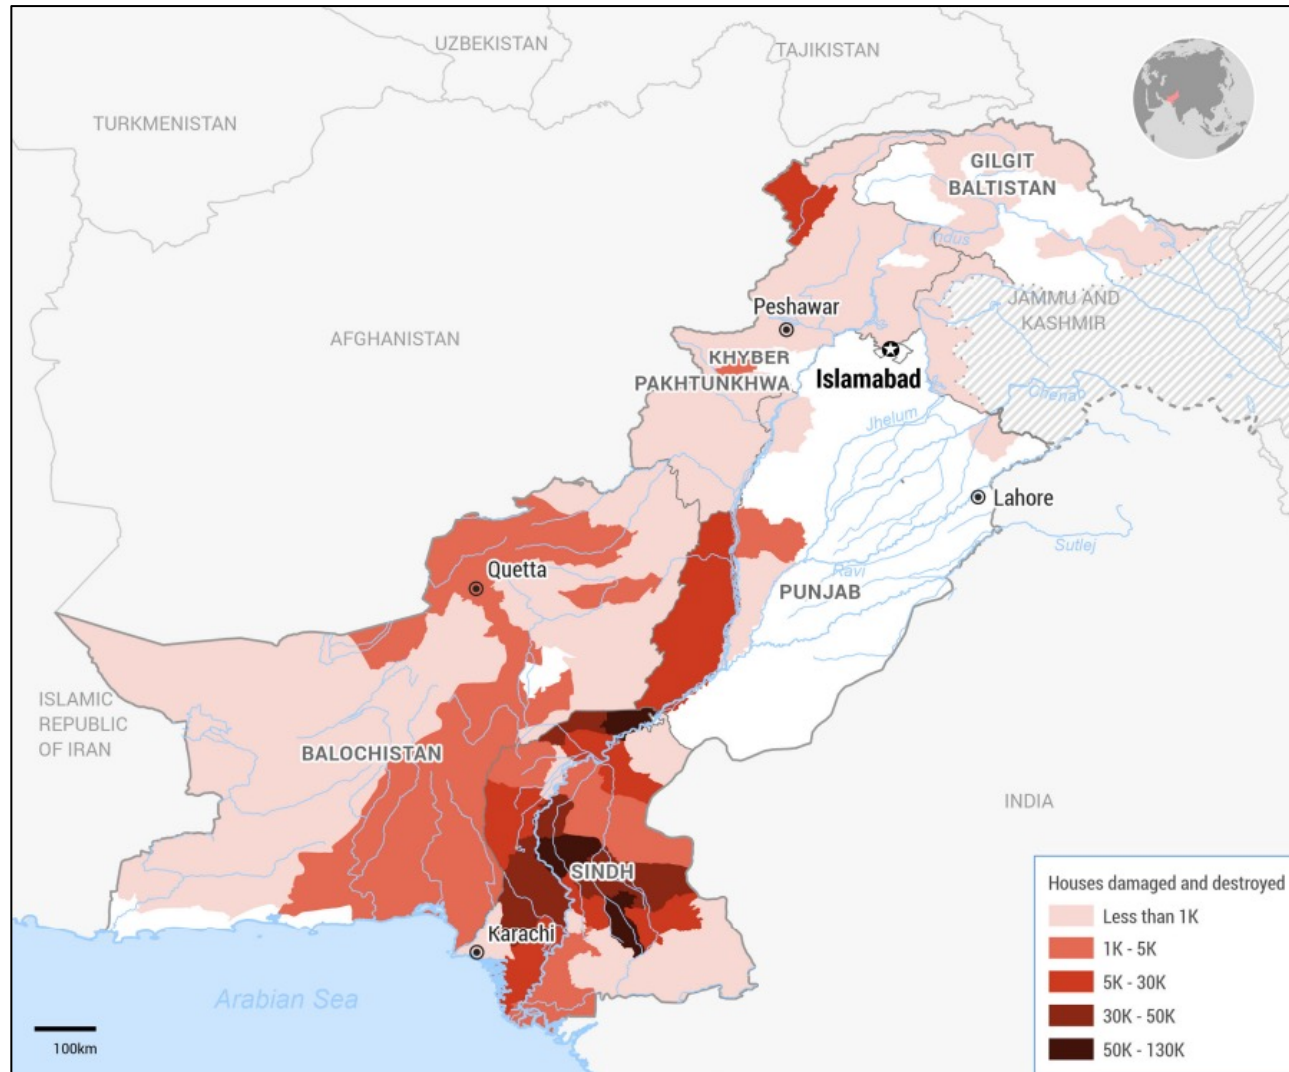 UZBEKISTAN
TAJIKISTAN
TURKMENISTAN
GILGIT
BALTISTAN
Indus
JAMMU AND
KASHMIR
Peshawar
AFGHANISTAN
KHYBER
PAKHTUNKHWA
Islamabad
Chenab
Jhelum
Lahore
Sutlej
Quetta
Ravi
PUNJAB
ISLAMIC
REPUBLIC
OF IRAN
BALOCHISTAN
INDIA
SINDH
Karachi
Arabian Sea
100km
Houses damaged and destroyed
Less than 1K
1K - 5K
5K - 30K
30K - 50K
50K - 130K